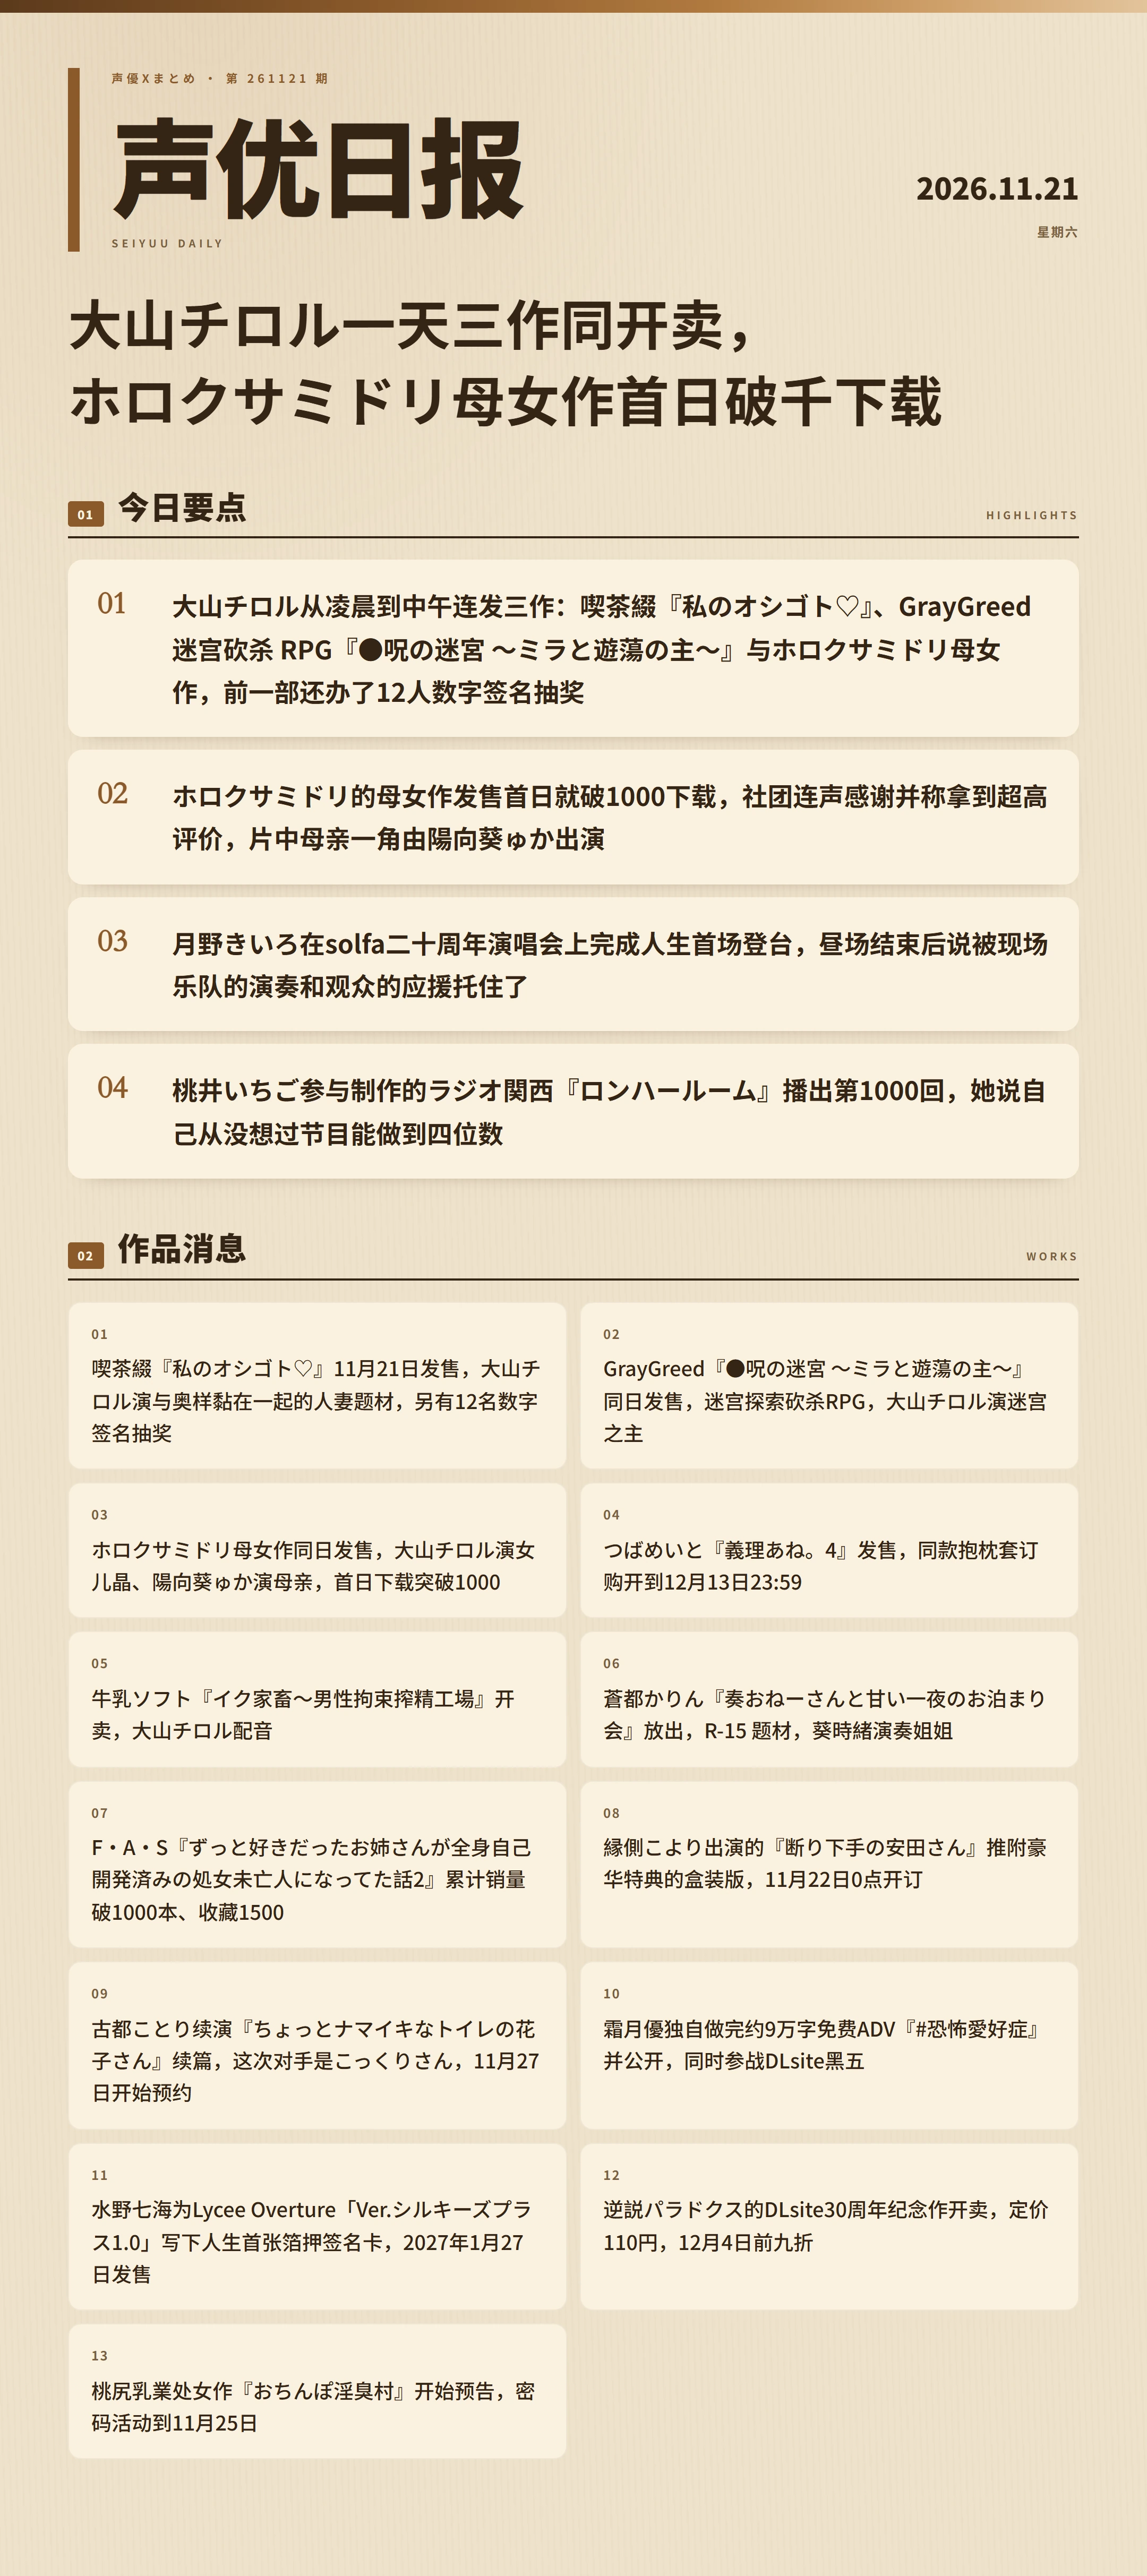 声優Xまとめ ・ 第 261121 期
声优日报
SEIYUU DAILY
2026.11.21
星期六
大山チロル一天三作同开卖，
ホロクサミドリ母女作首日破千下载
01 今日要点
HIGHLIGHTS
01
大山チロル从凌晨到中午连发三作：喫茶綴『私のオシゴト♡』、GrayGreed
迷宫砍杀 RPG『●呪の迷宮 ～ミラと遊蕩の主～』与ホロクサミドリ母女
作，前一部还办了12人数字签名抽奖
02
ホロクサミドリ的母女作发售首日就破1000下载，社团连声感谢并称拿到超高
评价，片中母亲一角由陽向葵ゅか出演
03
月野きいろ在solfa二十周年演唱会上完成人生首场登台，昼场结束后说被现场
乐队的演奏和观众的应援托住了
04
桃井いちご参与制作的ラジオ関西『ロンハールーム』播出第1000回，她说自
己从没想过节目能做到四位数
02 作品消息
WORKS
01
喫茶綴『私のオシゴト♡』11月21日发售，大山チ
ロル演与奥样黏在一起的人妻题材，另有12名数字
签名抽奖
02
GrayGreed『●呪の迷宮 ～ミラと遊蕩の主～』
同日发售，迷宫探索砍杀RPG，大山チロル演迷宫
之主
03
ホロクサミドリ母女作同日发售，大山チロル演女
儿晶、陽向葵ゅか演母亲，首日下载突破1000
04
つばめいと『義理あね。4』发售，同款抱枕套订
购开到12月13日23:59
05
牛乳ソフト『イク家畜～男性拘束搾精工場』开
卖，大山チロル配音
06
蒼都かりん『奏おねーさんと甘い一夜のお泊まり
会』放出，R-15 题材，葵時緒演奏姐姐
07
F・A・S『ずっと好きだったお姉さんが全身自己
開発済みの処女未亡人になってた話2』累计销量
破1000本、收藏1500
08
縁側こより出演的『断り下手の安田さん』推附豪
华特典的盒装版，11月22日0点开订
09
古都ことり续演『ちょっとナマイキなトイレの花
子さん』续篇，这次对手是こっくりさん，11月27
日开始预约
10
霜月優独自做完约9万字免费ADV『#恐怖愛好症』
并公开，同时参战DLsite黑五
11
水野七海为Lycee Overture「Ver.シルキーズプラ
ス1.0」写下人生首张箔押签名卡，2027年1月27
日发售
12
逆説パラドクス的DLsite30周年纪念作开卖，定价
110円，12月4日前九折
13
桃尻乳業处女作『おちんぽ淫臭村』开始预告，密
码活动到11月25日